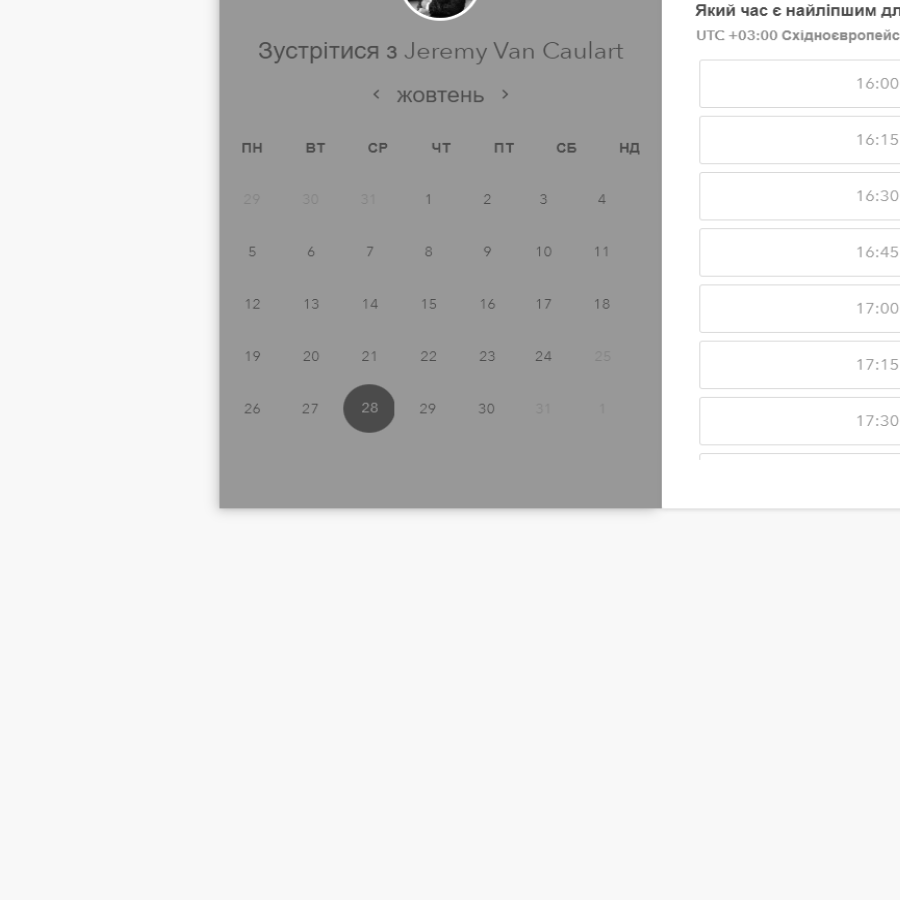 Зустрітися з Jeremy Van Caulart
‹ жовтень ›
ПН ВТ СР ЧТ ПТ СБ НД
29 30 31 1 2 3 4
5 6 7 8 9 10 11
12 13 14 15 16 17 18
19 20 21 22 23 24 25
26 27 28 29 30 31 1
Який час є найліпшим
UTC +03:00
16:00
16:15
16:30
16:45
17:00
17:15
17:30